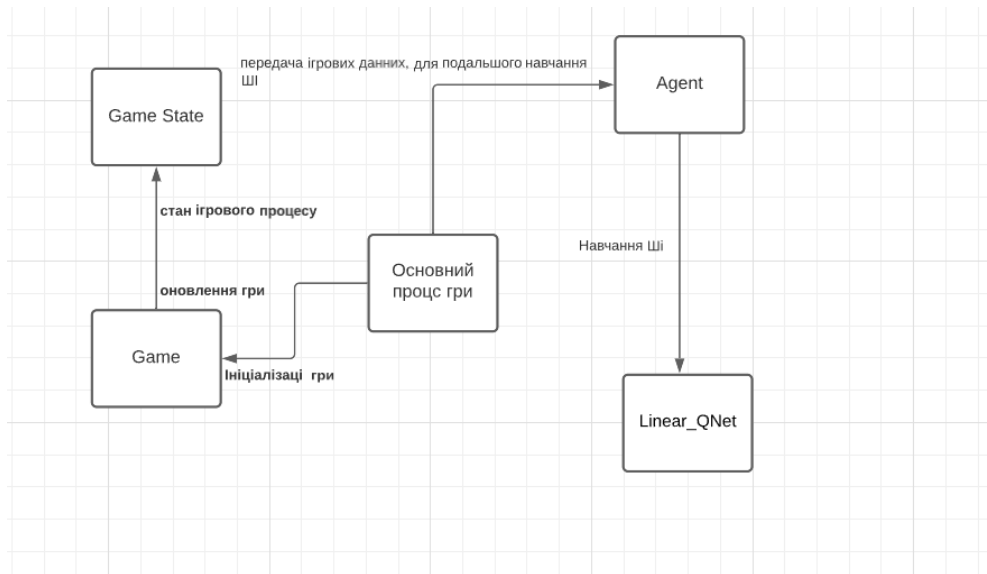 передача ігрових данних, для подальшого навчання
ШІ
Agent
Game State
стан ігрового процесу
Навчання Ші
Основний
процс гри
оновлення гри
Game
Ініціалізаці гри
Linear_QNet